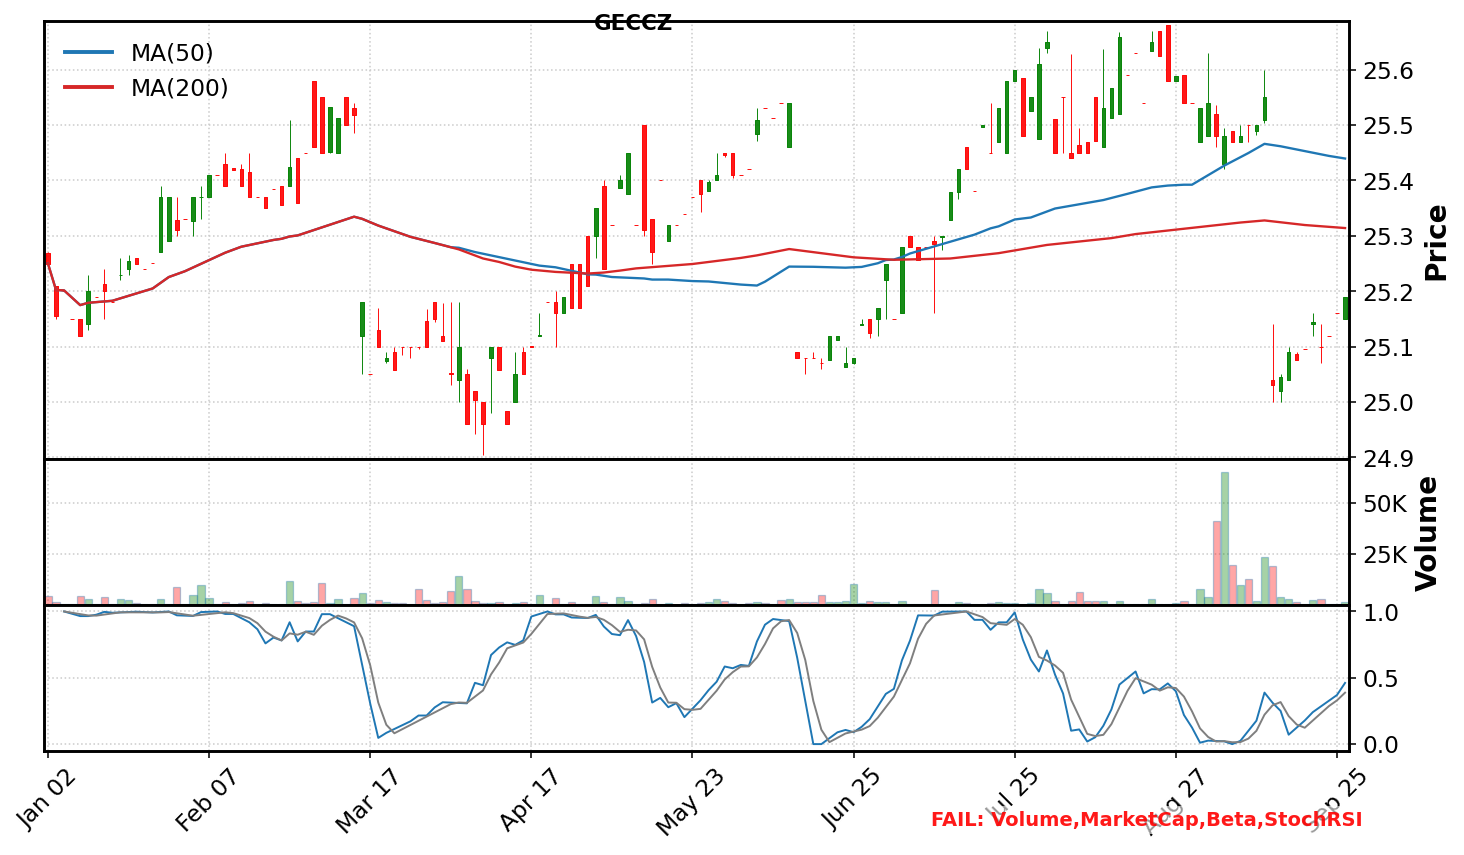 GECCZ
MA(50)
MA(200)
25.6
25.5
25.4
25.3
25.2
25.1
25.0
24.9
Price
50K
25K
Volume
1.0
0.5
0.0
Jan 02
Feb 07
Mar 17
Apr 17
May 23
Jun 25
Jul 25
Aug 27
Sep 25
FAIL: Volume,MarketCap,Beta,StochRSI